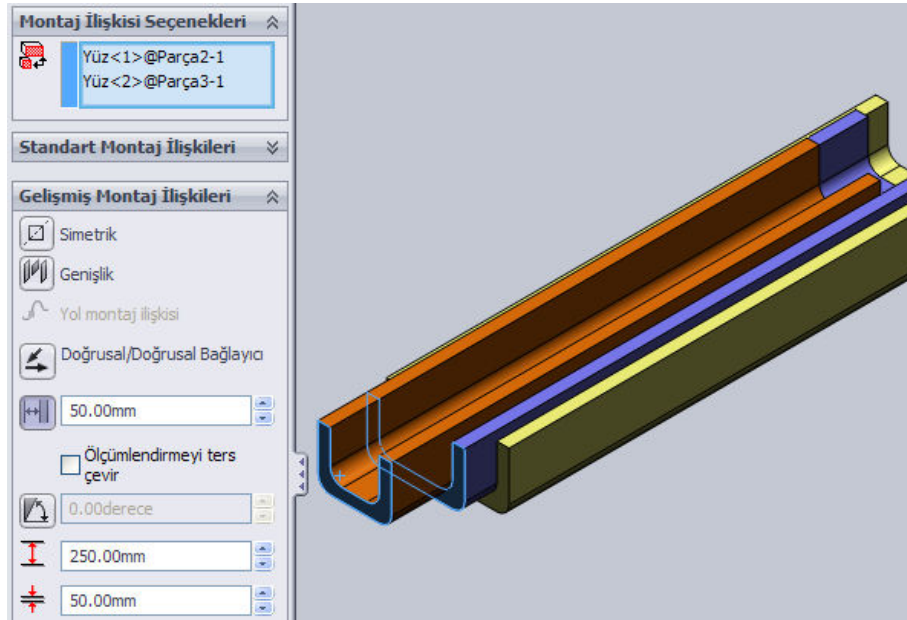 Montaj İlişkisi Seçenekleri
Yüz<1>@Parça2-1
Yüz<2>@Parça3-1
Standart Montaj İlişkileri
Gelişmiş Montaj İlişkileri
Simetrik
Genişlik
Yol montaj ilişkisi
Doğrusal/Doğrusal Bağlayıcı
50.00mm
Ölçümlendirmeyi ters
çevir
0.00derece
250.00mm
50.00mm